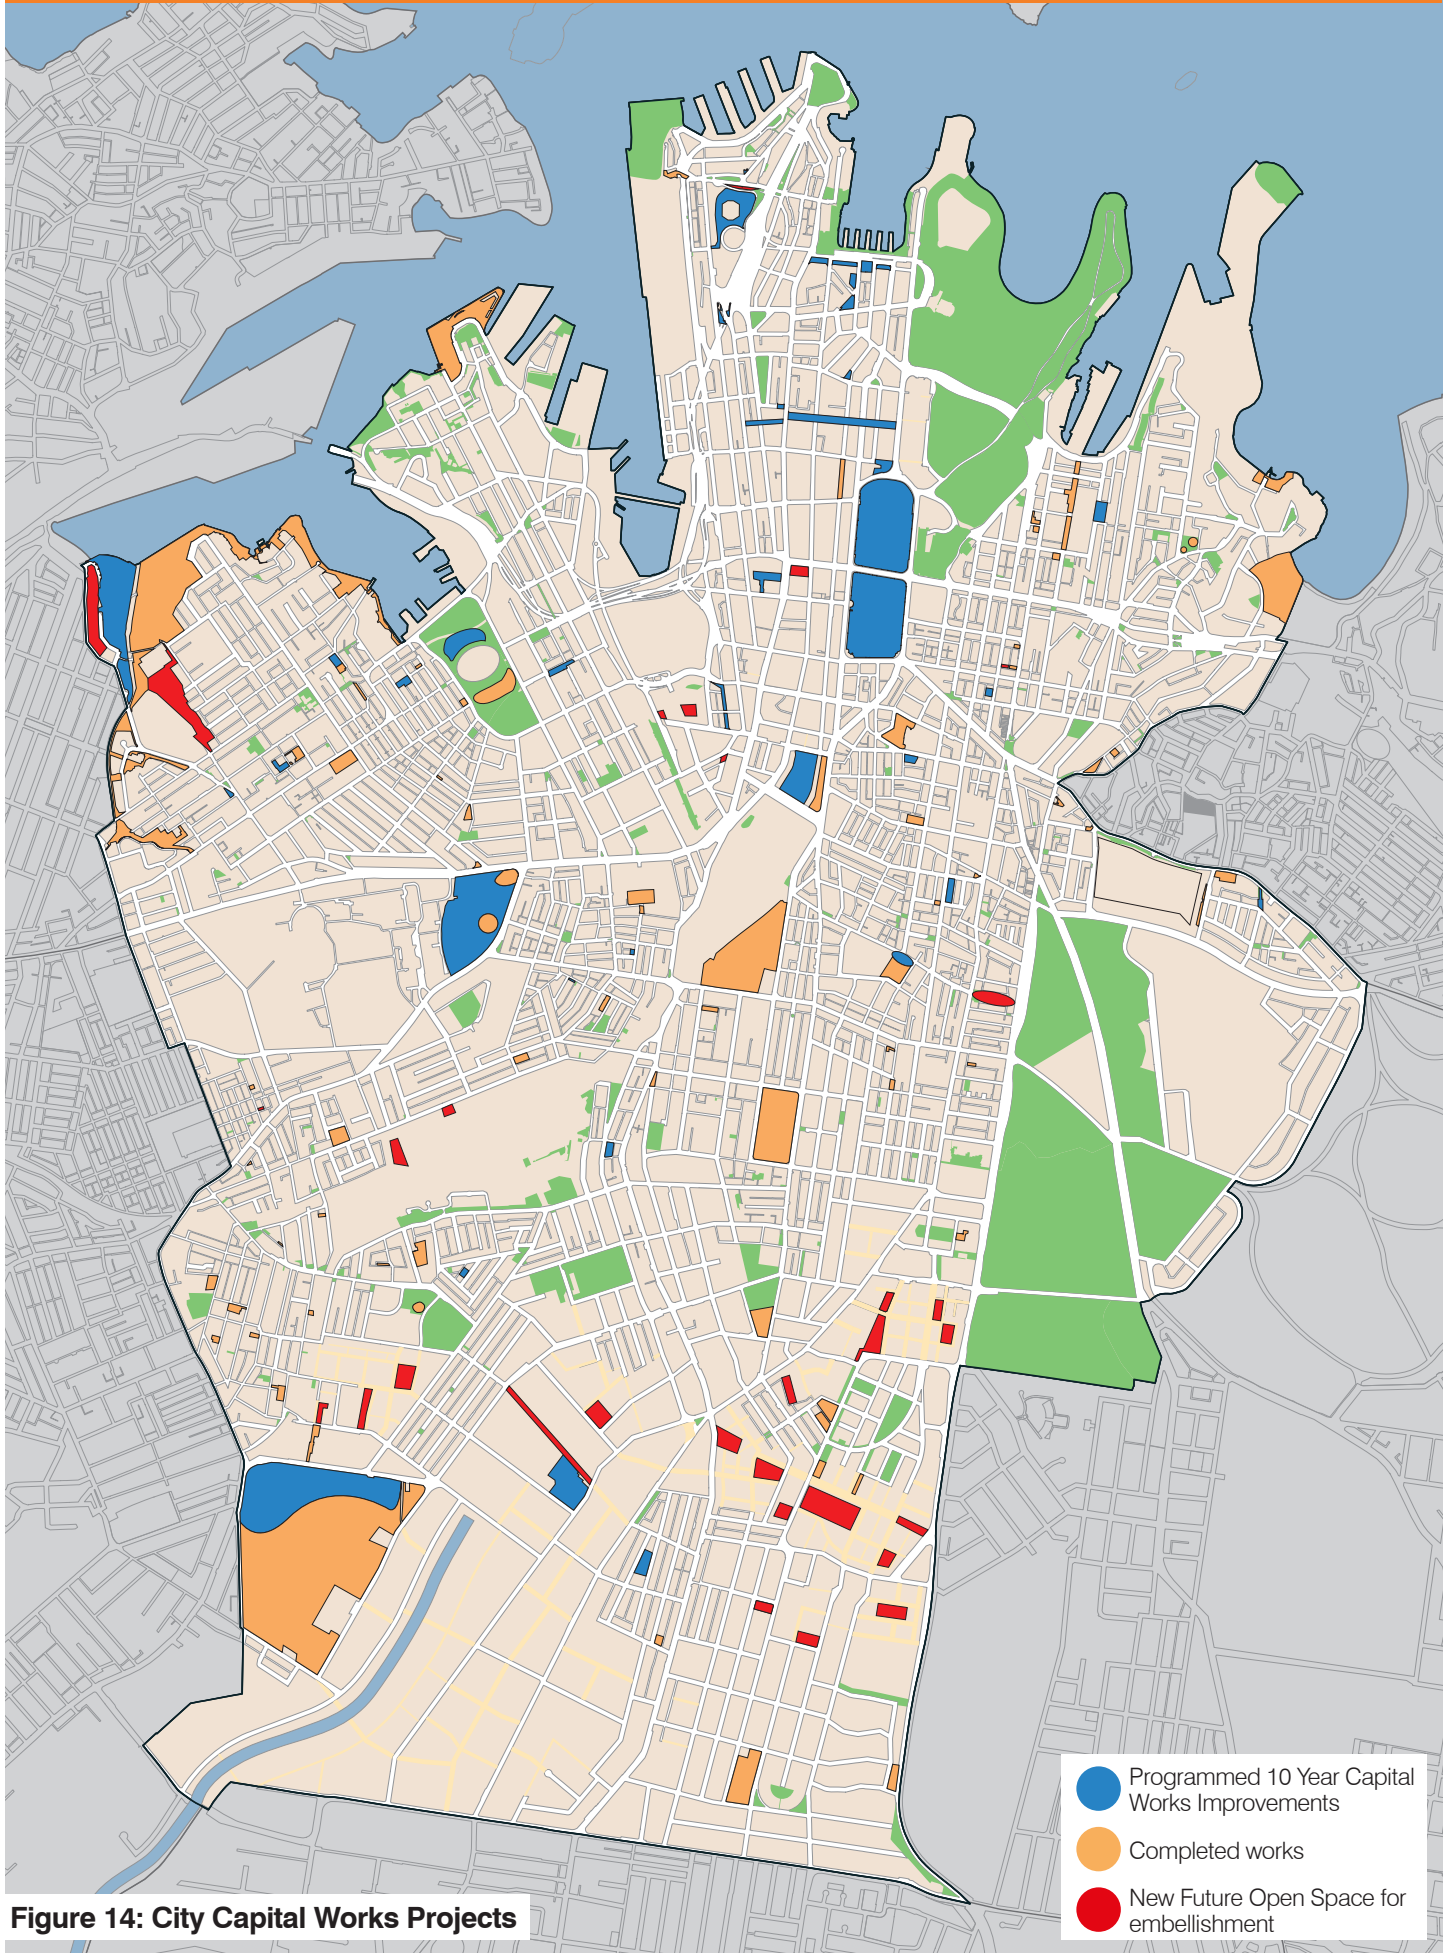 Programmed 10 Year Capital
Works Improvements
Completed works
New Future Open Space for
embellishment
Figure 14: City Capital Works Projects